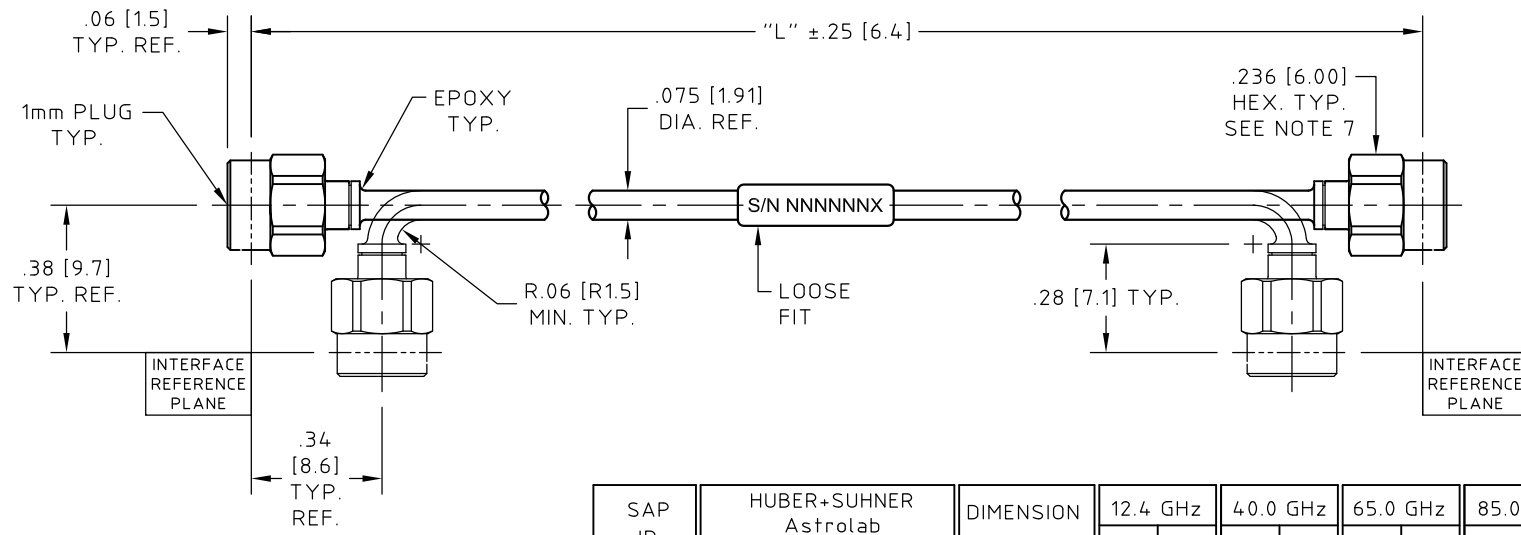 .06 [1.5]
TYP. REF.
"L" ±.25 [6.4]
1mm PLUG
TYP.
EPOXY
TYP.
.075 [1.91]
DIA. REF.
.236 [6.00]
HEX. TYP.
SEE NOTE 7
S/N NNNNNNX
.38 [9.7]
TYP. REF.
R.06 [R1.5]
MIN. TYP.
LOOSE
FIT
.28 [7.1] TYP.
INTERFACE
REFERENCE
PLANE
INTERFACE
REFERENCE
PLANE
.34
[8.6]
TYP.
REF.
SAP
HUBER+SUHNER
Astrolab
DIMENSION
12.4 GHz
40.0 GHz
65.0 GHz
85.0